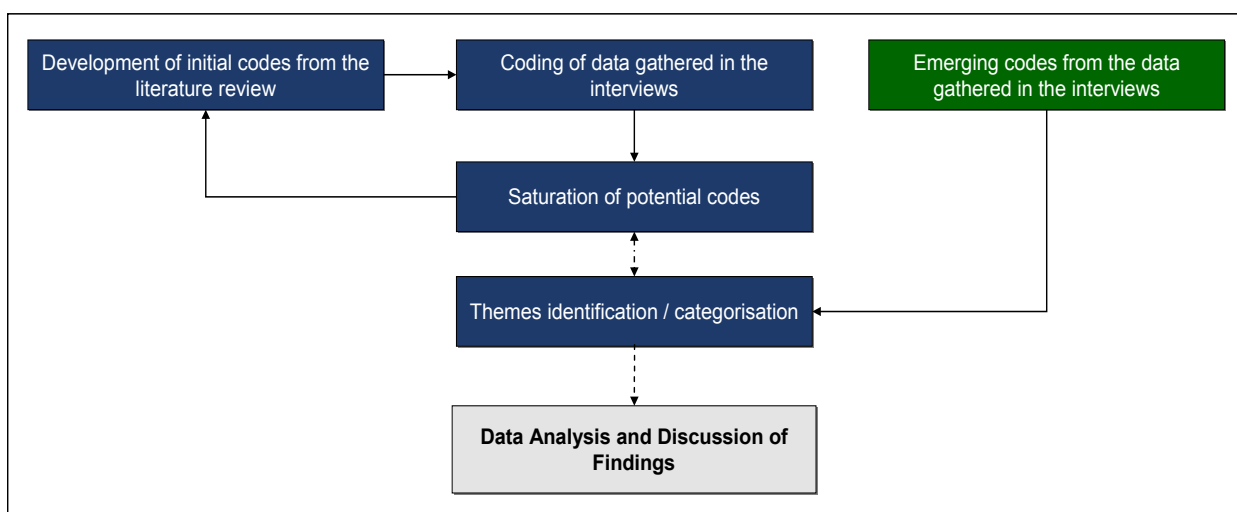 Development of initial codes from the
literature review
Coding of data gathered in the
interviews
Emerging codes from the data
gathered in the interviews
Saturation of potential codes
Themes identification / categorisation
Data Analysis and Discussion of
Findings